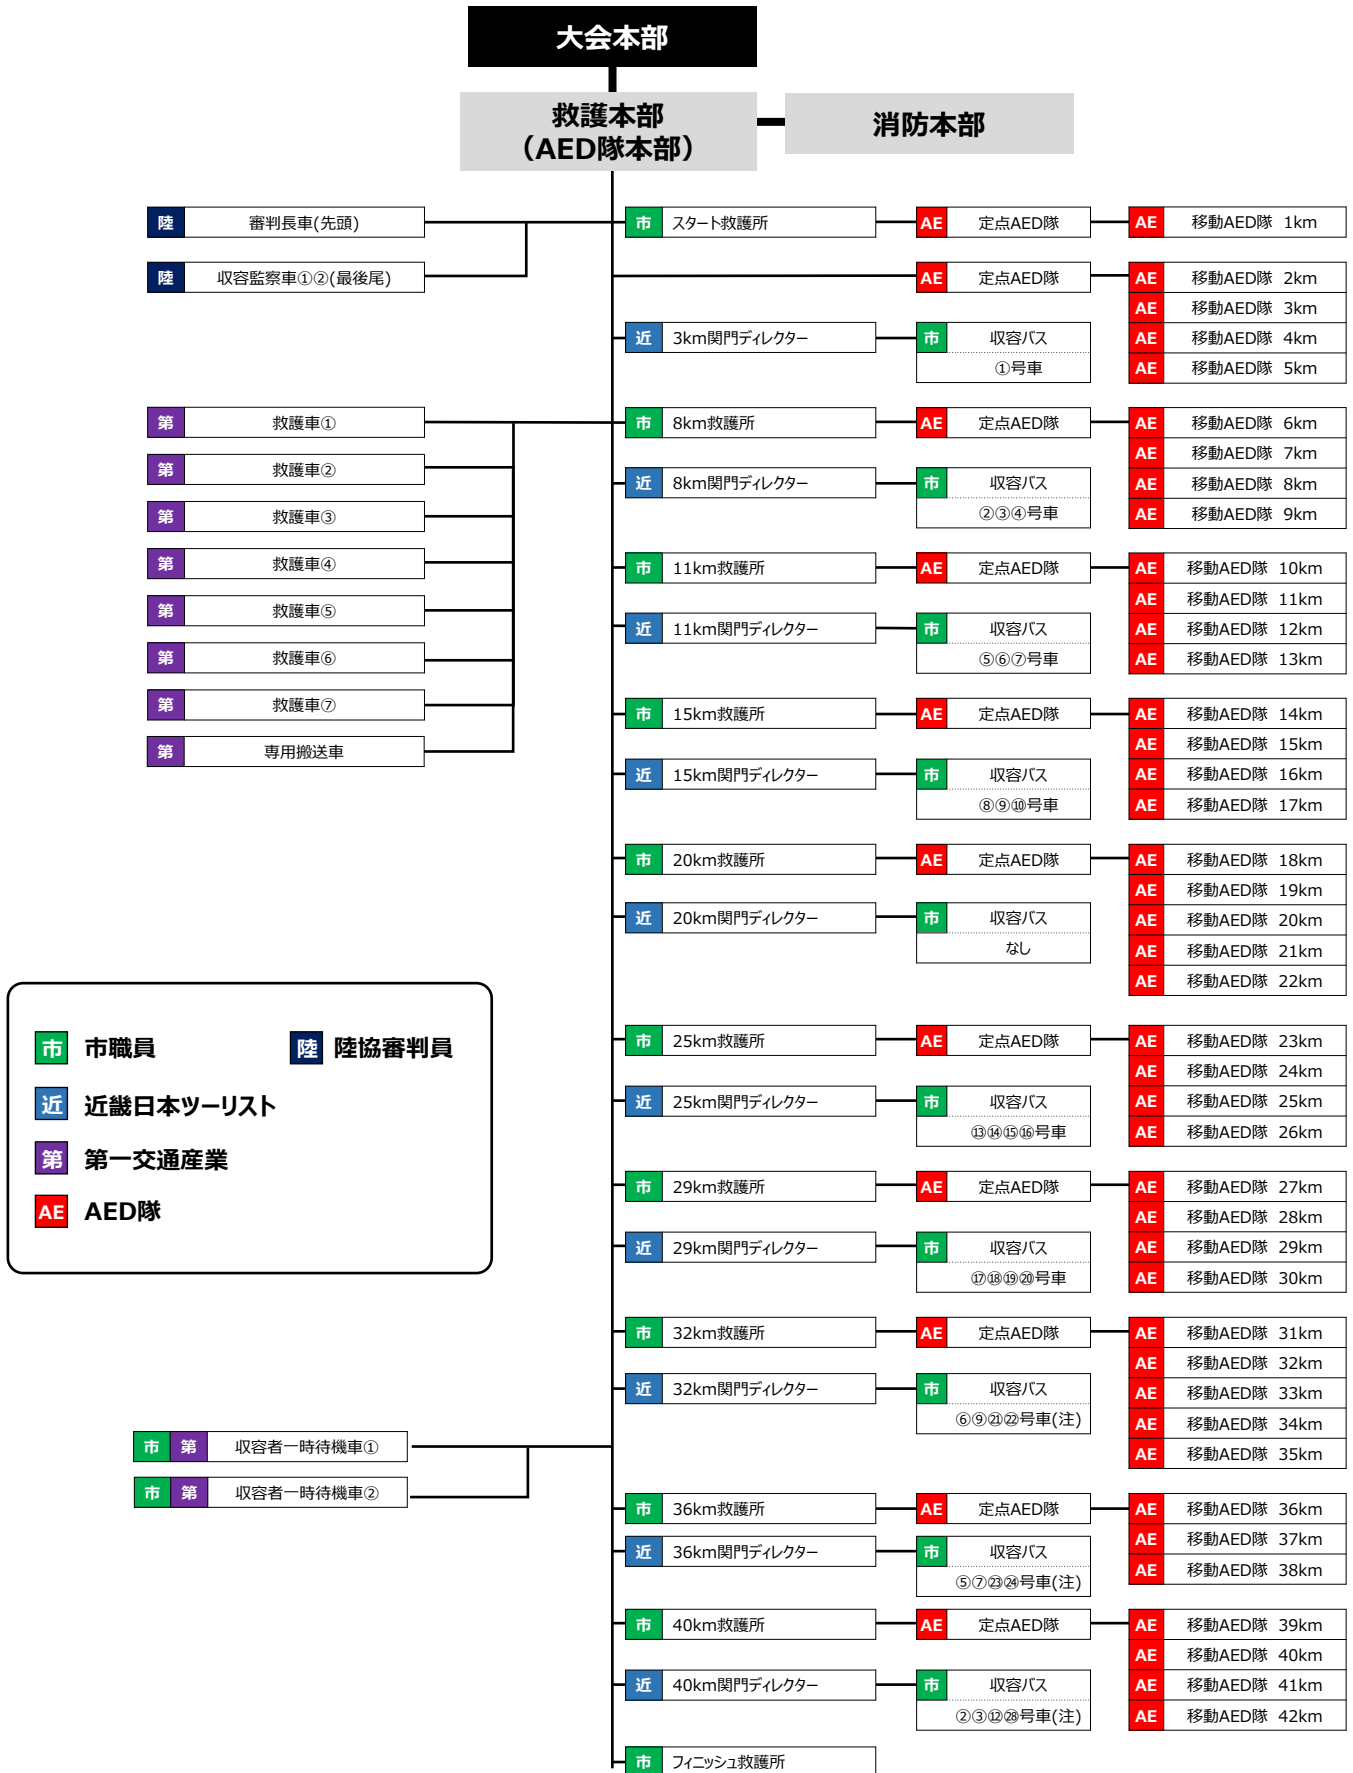 大会本部
救護本部
（AED隊本部）
消防本部
陸 審判長車(先頭)
市 スタート救護所
AE 定点AED隊
AE 移動AED隊 1km
陸 収容監察車①②(最後尾)
AE 定点AED隊
AE 移動AED隊 2km
AE 移動AED隊 3km
近 3km関門ディレクター
市 収容バス
①号車
AE 移動AED隊 4km
AE 移動AED隊 5km
第 救護車①
第 救護車②
第 救護車③
第 救護車④
第 救護車⑤
第 救護車⑥
第 救護車⑦
第 専用搬送車
市 8km救護所
AE 定点AED隊
AE 移動AED隊 6km
AE 移動AED隊 7km
近 8km関門ディレクター
市 収容バス
②③④号車
AE 移動AED隊 8km
AE 移動AED隊 9km
市 11km救護所
AE 定点AED隊
AE 移動AED隊 10km
AE 移動AED隊 11km
近 11km関門ディレクター
市 収容バス
⑤⑥⑦号車
AE 移動AED隊 12km
AE 移動AED隊 13km
市 15km救護所
AE 定点AED隊
AE 移動AED隊 14km
AE 移動AED隊 15km
近 15km関門ディレクター
市 収容バス
⑧⑨⑩号車
AE 移動AED隊 16km
AE 移動AED隊 17km
市 20km救護所
AE 定点AED隊
AE 移動AED隊 18km
AE 移動AED隊 19km
近 20km関門ディレクター
市 収容バス
なし
AE 移動AED隊 20km
AE 移動AED隊 21km
AE 移動AED隊 22km
市 市職員
陸 陸協審判員
近 近畿日本ツーリスト
第 第一交通産業
AE AED隊
市 25km救護所
AE 定点AED隊
AE 移動AED隊 23km
AE 移動AED隊 24km
近 25km関門ディレクター
市 収容バス
⑬⑭⑮⑯号車
AE 移動AED隊 25km
AE 移動AED隊 26km
市 29km救護所
AE 定点AED隊
AE 移動AED隊 27km
AE 移動AED隊 28km
近 29km関門ディレクター
市 収容バス
⑰⑱⑲⑳号車
AE 移動AED隊 29km
AE 移動AED隊 30km
市 32km救護所
AE 定点AED隊
AE 移動AED隊 31km
AE 移動AED隊 32km
近 32km関門ディレクター
市 収容バス
⑥⑨㉑㉒号車(注)
AE 移動AED隊 33km
AE 移動AED隊 34km
AE 移動AED隊 35km
市 第 収容者一時待機車①
市 第 収容者一時待機車②
市 36km救護所
AE 定点AED隊
AE 移動AED隊 36km
AE 移動AED隊 37km
近 36km関門ディレクター
市 収容バス
⑤⑦㉓㉔号車(注)
AE 移動AED隊 38km
市 40km救護所
AE 定点AED隊
AE 移動AED隊 39km
AE 移動AED隊 40km
近 40km関門ディレクター
市 収容バス
②③⑫㉘号車(注)
AE 移動AED隊 41km
AE 移動AED隊 42km
市 フィニッシュ救護所